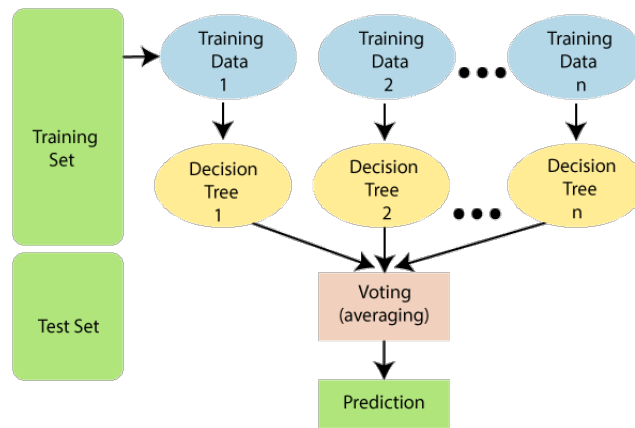 Training
Set
Training
Data
1
Training
Data
2
Training
Data
n
Decision
Tree
1
Decision
Tree
2
Decision
Tree
n
Test Set
Voting
(averaging)
Prediction